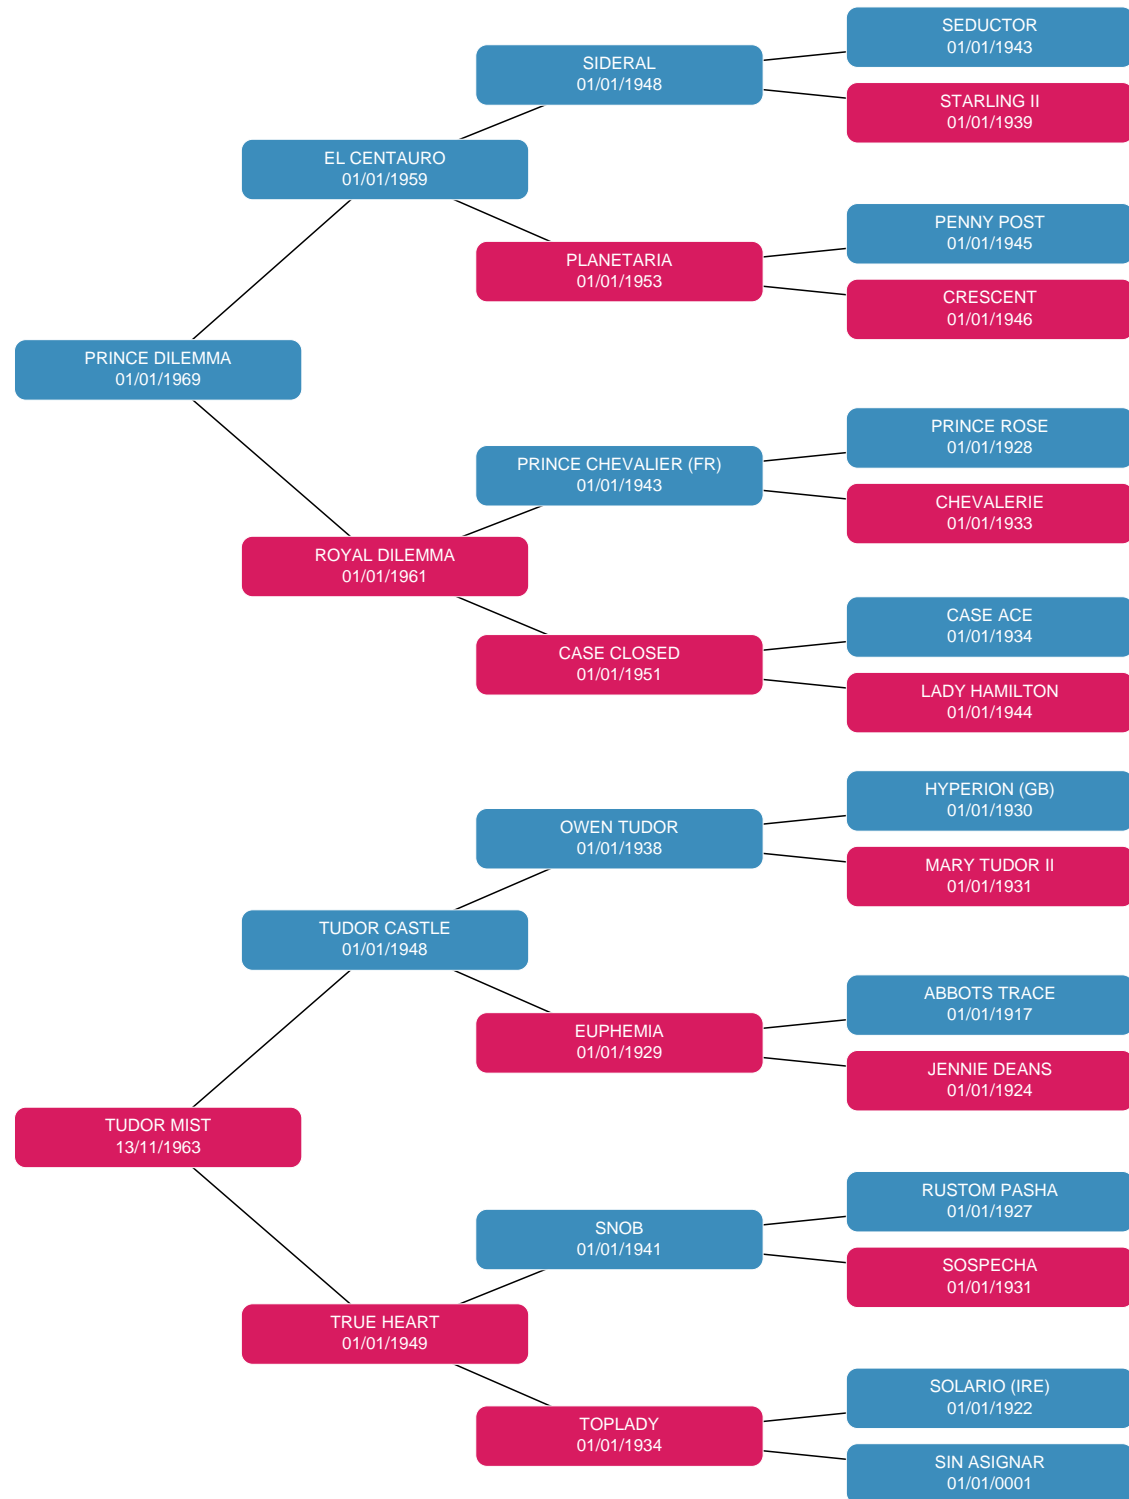 SEDUCTOR
01/01/1943
SIDERAL
01/01/1948
STARLING II
01/01/1939
EL CENTAURO
01/01/1959
PENNY POST
01/01/1945
PLANETARIA
01/01/1953
CRESCENT
01/01/1946
PRINCE DILEMMA
01/01/1969
PRINCE ROSE
01/01/1928
PRINCE CHEVALIER (FR)
01/01/1943
CHEVALERIE
01/01/1933
ROYAL DILEMMA
01/01/1961
CASE ACE
01/01/1934
CASE CLOSED
01/01/1951
LADY HAMILTON
01/01/1944
HYPERION (GB)
01/01/1930
OWEN TUDOR
01/01/1938
MARY TUDOR II
01/01/1931
TUDOR CASTLE
01/01/1948
ABBOTS TRACE
01/01/1917
EUPHEMIA
01/01/1929
JENNIE DEANS
01/01/1924
TUDOR MIST
13/11/1963
RUSTOM PASHA
01/01/1927
SNOB
01/01/1941
SOSPECHA
01/01/1931
TRUE HEART
01/01/1949
SOLARIO (IRE)
01/01/1922
TOPLADY
01/01/1934
SIN ASIGNAR
01/01/0001